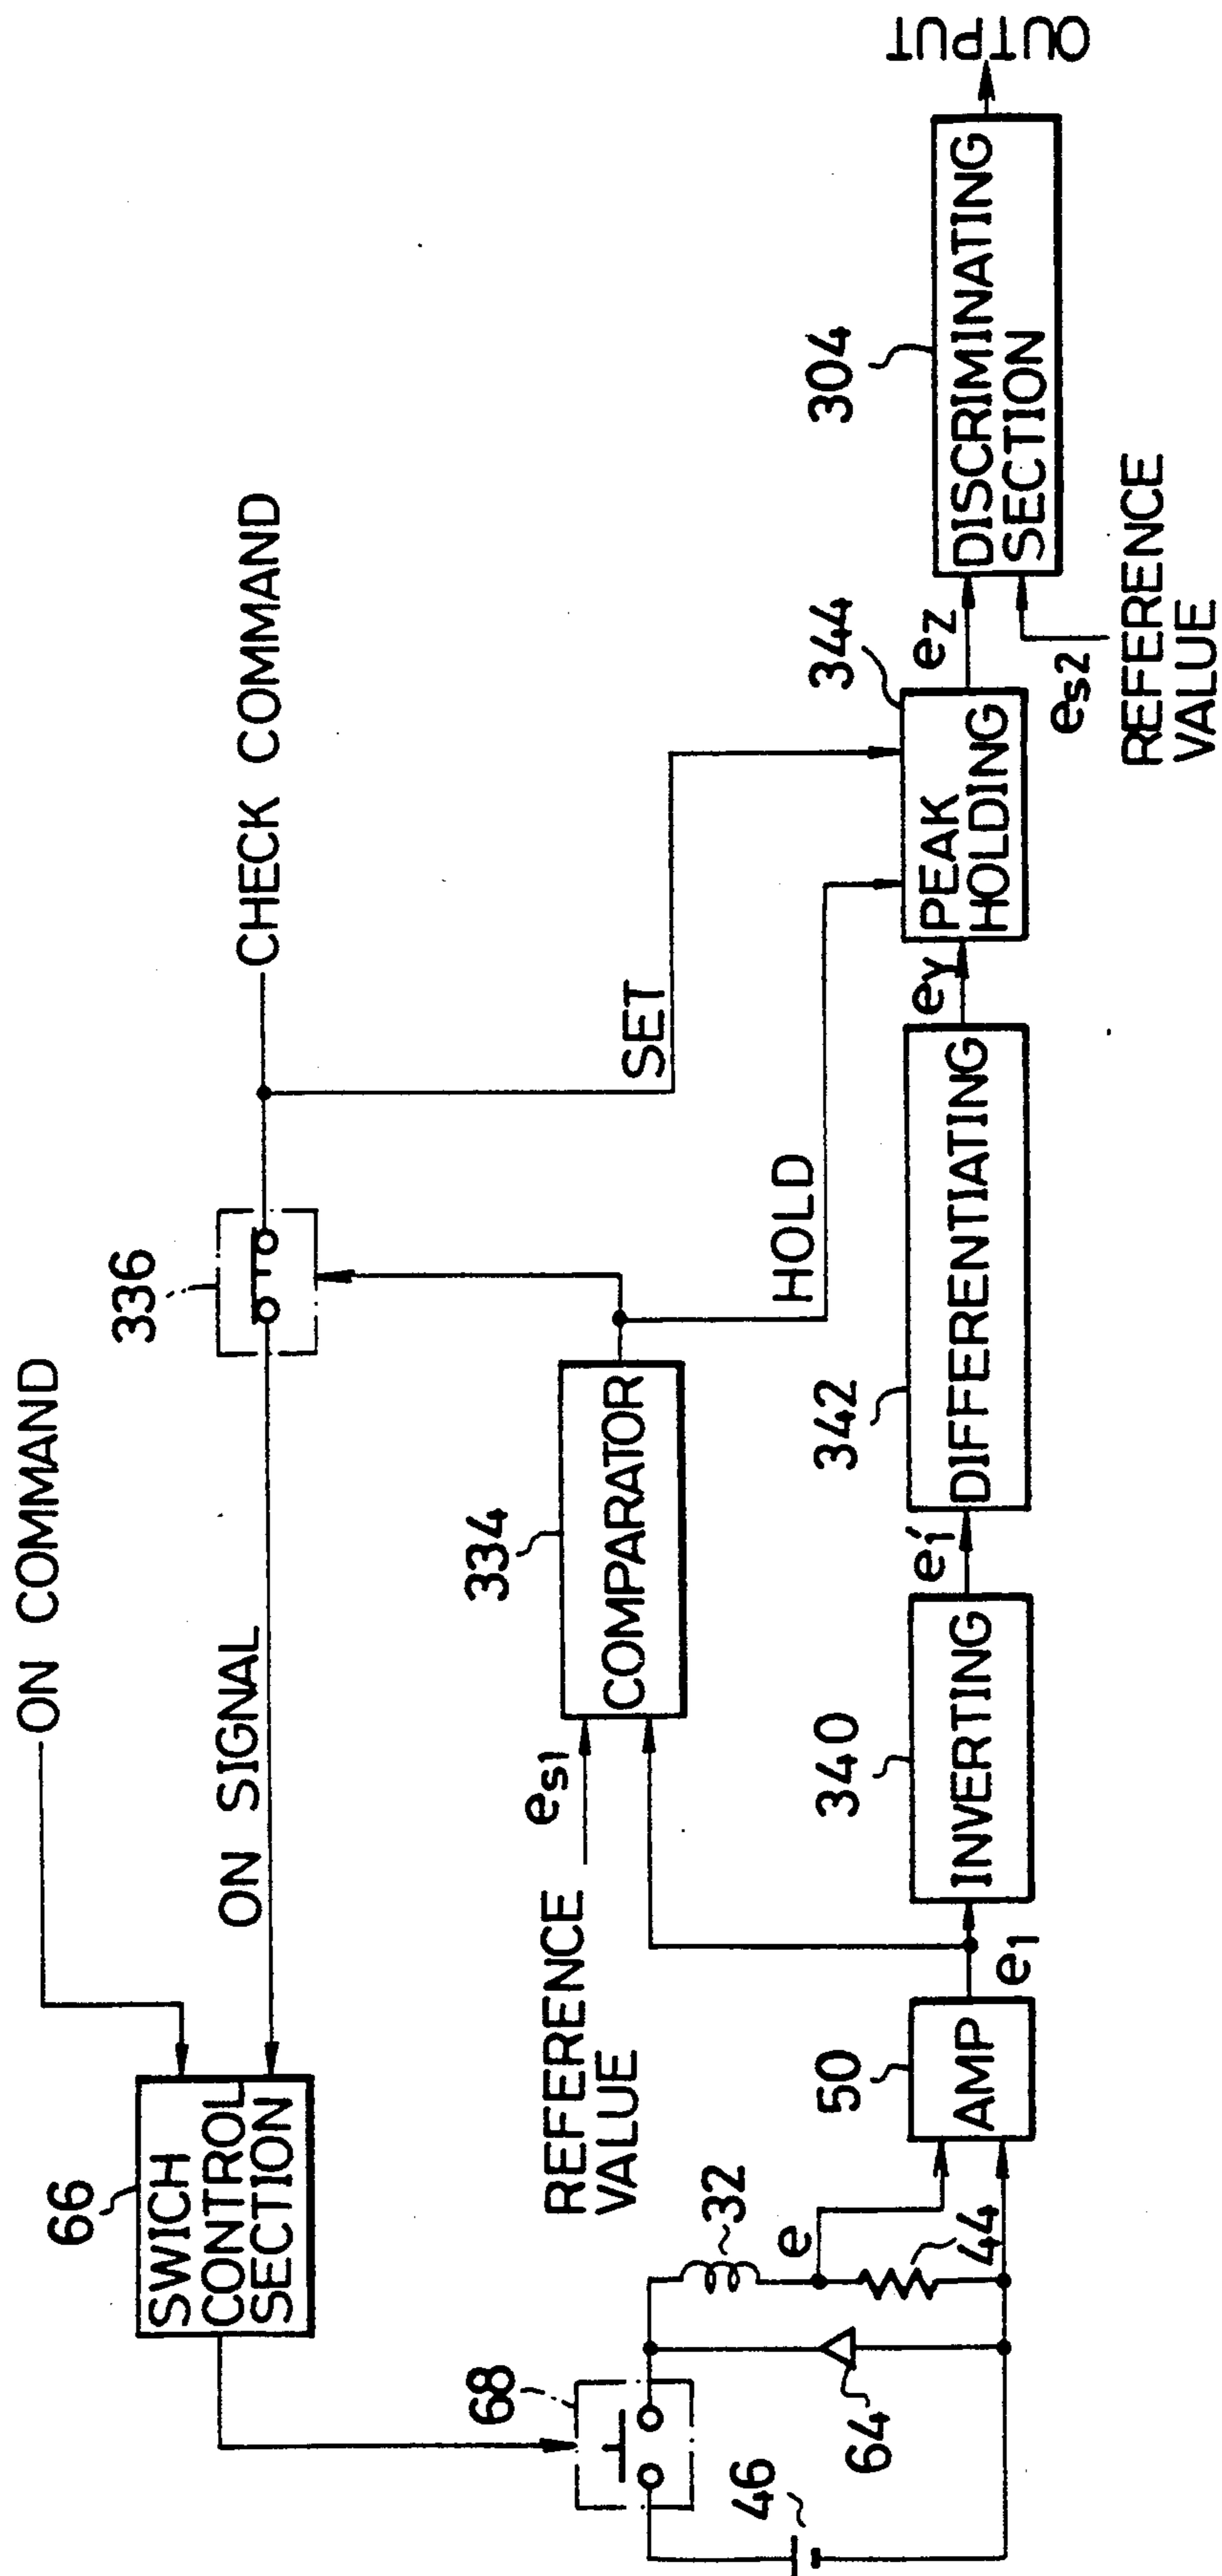 ON COMMAND
66
SWICH
CONTROL
SECTION
ON SIGNAL
336
CHECK COMMAND
SET
HOLD
68
REFERENCE
VALUE
es1
334
COMPARATOR
46
64
32
e
44
50
AMP
e1
340
INVERTING
e1'
342
DIFFERENTIATING
eY
344
PEAK
HOLDING
eZ
es2
REFERENCE
VALUE
304
DISCRIMINATING
SECTION
OUTPUT